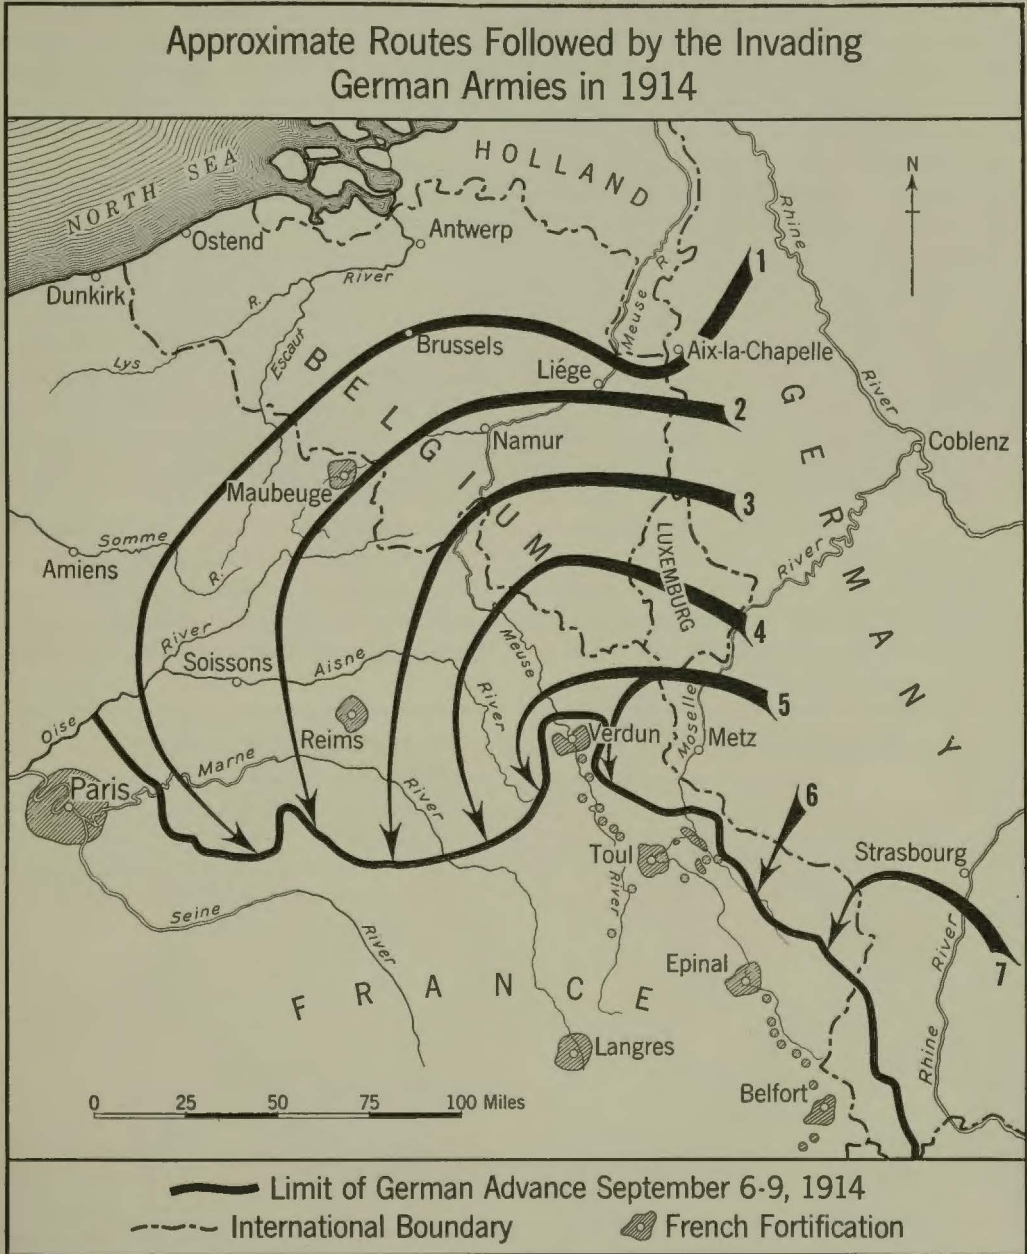 Approximate Routes Followed by the Invading
German Armies in 1914
HOLLAND
N
NORTH SEA
Rhine
Ostend
Antwerp
1
River
R.
Dunkirk
R.
Meuse
Brussels
Aix-la-Chapelle
Lys
Escaut
Liége
River
BELGIUM
GERMANY
2
Namur
Coblenz
Maubeuge
3
LUXEMBURG
Somme
River
Amiens
R.
4
River
Meuse
Soissons
Aisne
River
5
Moselle
Oise
Reims
Verdun
Metz
Marne
River
Paris
6
Toul
Strasbourg
River
Seine
River
Epinal
River
7
FRANCE
Langres
Rhine
Belfort
0 25 50 75 100 Miles
Limit of German Advance September 6-9, 1914
International Boundary
French Fortification